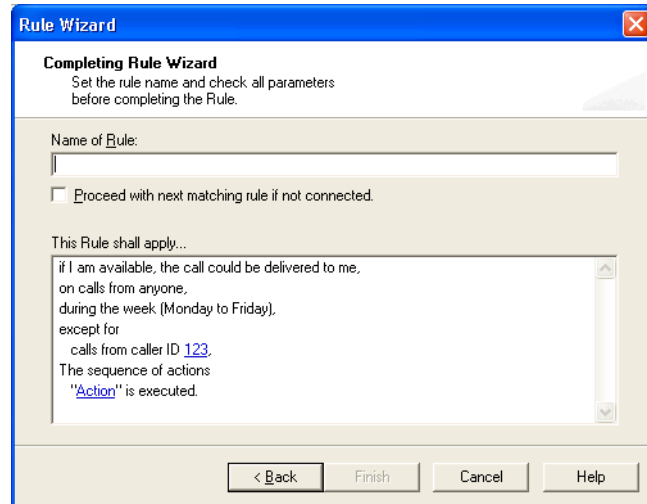 Rule Wizard
Completing Rule Wizard
Set the rule name and check all parameters
before completing the Rule.
Name of Rule:
Proceed with next matching rule if not connected.
This Rule shall apply...
if I am available, the call could be delivered to me,
on calls from anyone,
during the week (Monday to Friday),
except for
calls from caller ID 123,
The sequence of actions
"Action" is executed.
< Back Finish Cancel Help